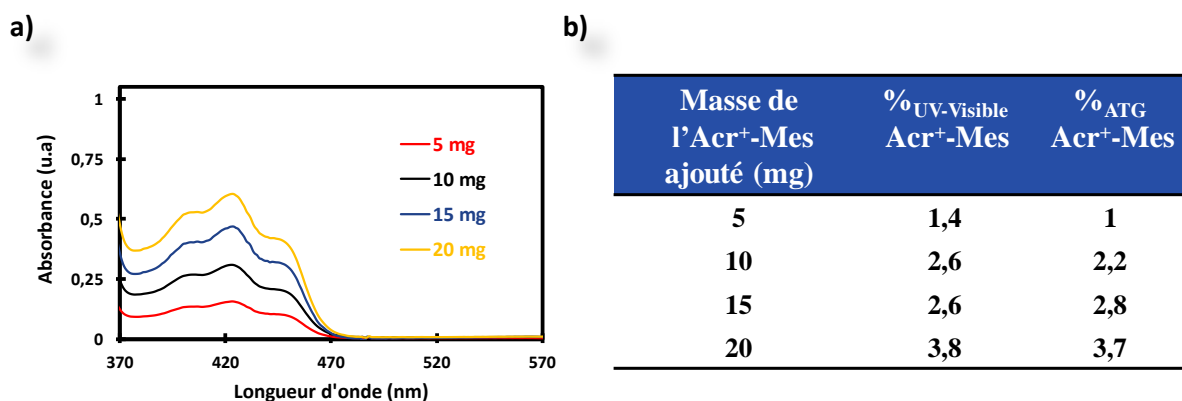 a)
1
0,75
0,5
0,25
0
Absorbance (u.a)
5 mg
10 mg
15 mg
20 mg
370 420 470 520 570
Longueur d'onde (nm)
b)
Masse de l’Acr⁺-Mes ajouté (mg) %UV-Visible Acr⁺-Mes %ATG Acr⁺-Mes
5 1,4 1
10 2,6 2,2
15 2,6 2,8
20 3,8 3,7